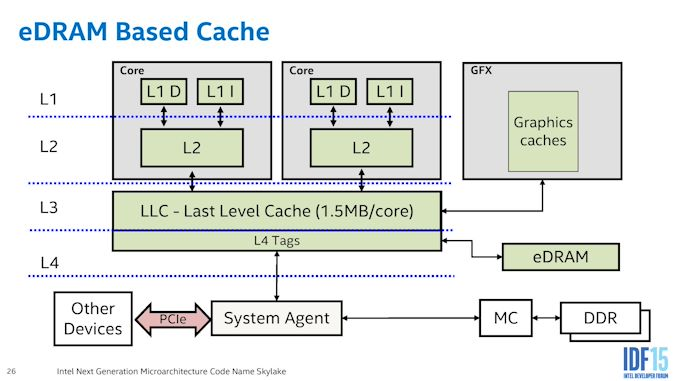 eDRAM Based Cache
Core
Core
GFX
L1
L1 D
L1 I
L1 D
L1 I
Graphics
caches
L2
L2
L2
L3
LLC - Last Level Cache (1.5MB/core)
L4 Tags
L4
eDRAM
Other
Devices
PCIe
System Agent
MC
DDR
26
Intel Next Generation Microarchitecture Code Name Skylake
IDF15
INTEL DEVELOPER FORUM